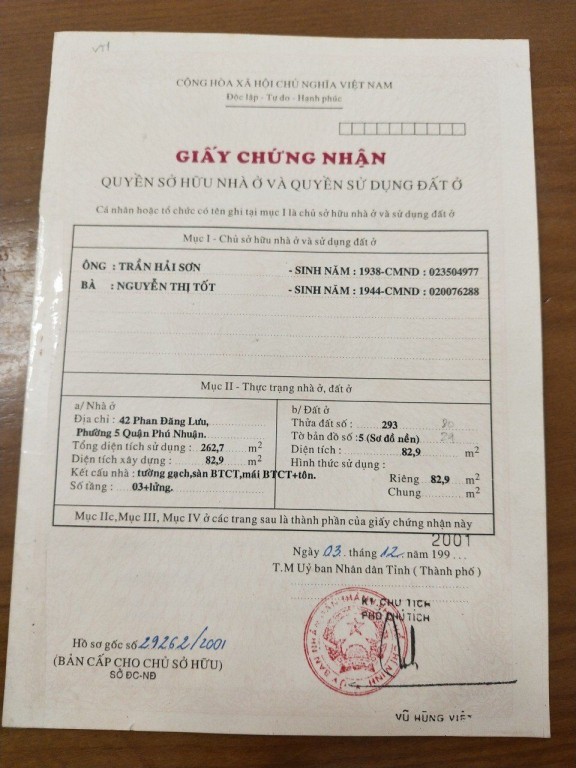 CỘNG HÒA XÃ HỘI CHỦ NGHĨA VIỆT NAM
Độc lập - Tự do - Hạnh phúc
GIẤY CHỨNG NHẬN
QUYỀN SỞ HỮU NHÀ Ở VÀ QUYỀN SỬ DỤNG ĐẤT Ở
Cá nhân hoặc tổ chức có tên ghi tại mục I là chủ sở hữu nhà ở và sử dụng đất ở
Mục I - Chủ sở hữu nhà ở và sử dụng đất ở
ÔNG : TRẦN HẢI SƠN - SINH NĂM : 1938-CMND : 023504977
BÀ : NGUYỄN THỊ TỐT - SINH NĂM : 1944-CMND : 020076288
Mục II - Thực trạng nhà ở, đất ở
a/ Nhà ở
Địa chỉ : 42 Phan Đăng Lưu,
Phường 5 Quận Phú Nhuận.
Tổng diện tích sử dụng : 262,7 m2
Diện tích xây dựng : 82,9 m2
Kết cấu nhà : tường gạch,sàn BTCT,mái BTCT+tôn.
Số tầng : 03+lửng.
b/ Đất ở
Thửa đất số : 293
Tờ bản đồ số : 5 (Sơ đồ nền)
Diện tích : 82,9 m2
Hình thức sử dụng :
Riêng 82,9 m2
Chung m2
Mục IIc,Mục III, Mục IV ở các trang sau là thành phần của giấy chứng nhận này
2001
Ngày 03 tháng 12 năm 199
T.M Uỷ ban Nhân dân Tỉnh ( Thành phố )
KT CHỦ TỊCH
PHÓ CHỦ TỊCH
Hồ sơ gốc số 29262/2001
(BẢN CẤP CHO CHỦ SỞ HỮU)
SỞ ĐC-NĐ
VŨ HÙNG VIỆT